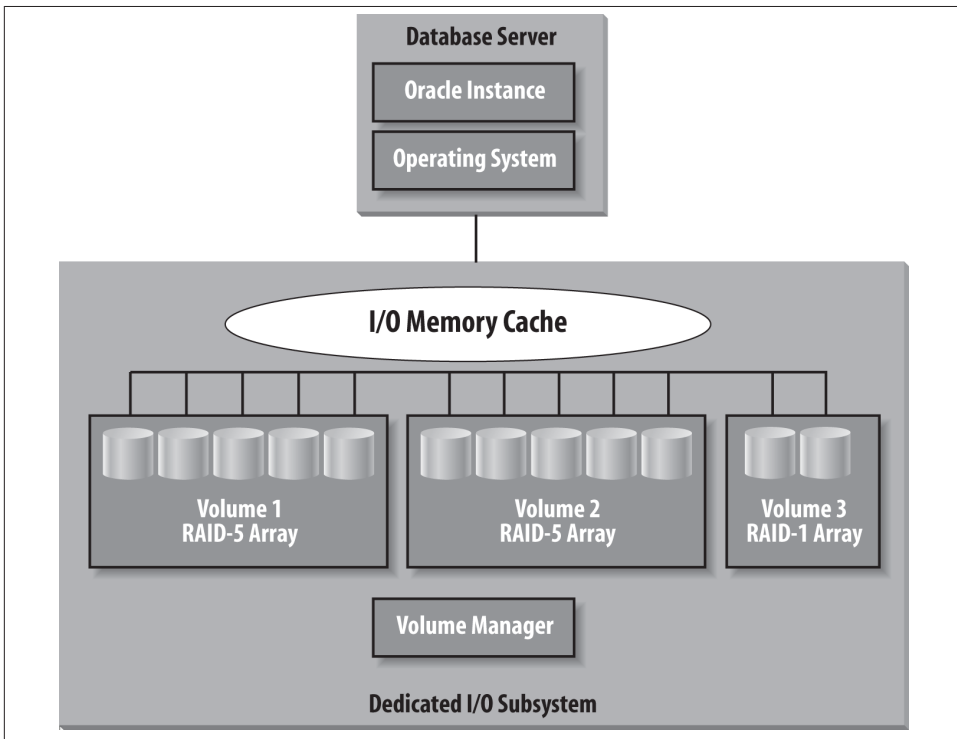 Database Server
Oracle Instance
Operating System
I/O Memory Cache
Volume 1
RAID-5 Array
Volume 2
RAID-5 Array
Volume 3
RAID-1 Array
Volume Manager
Dedicated I/O Subsystem